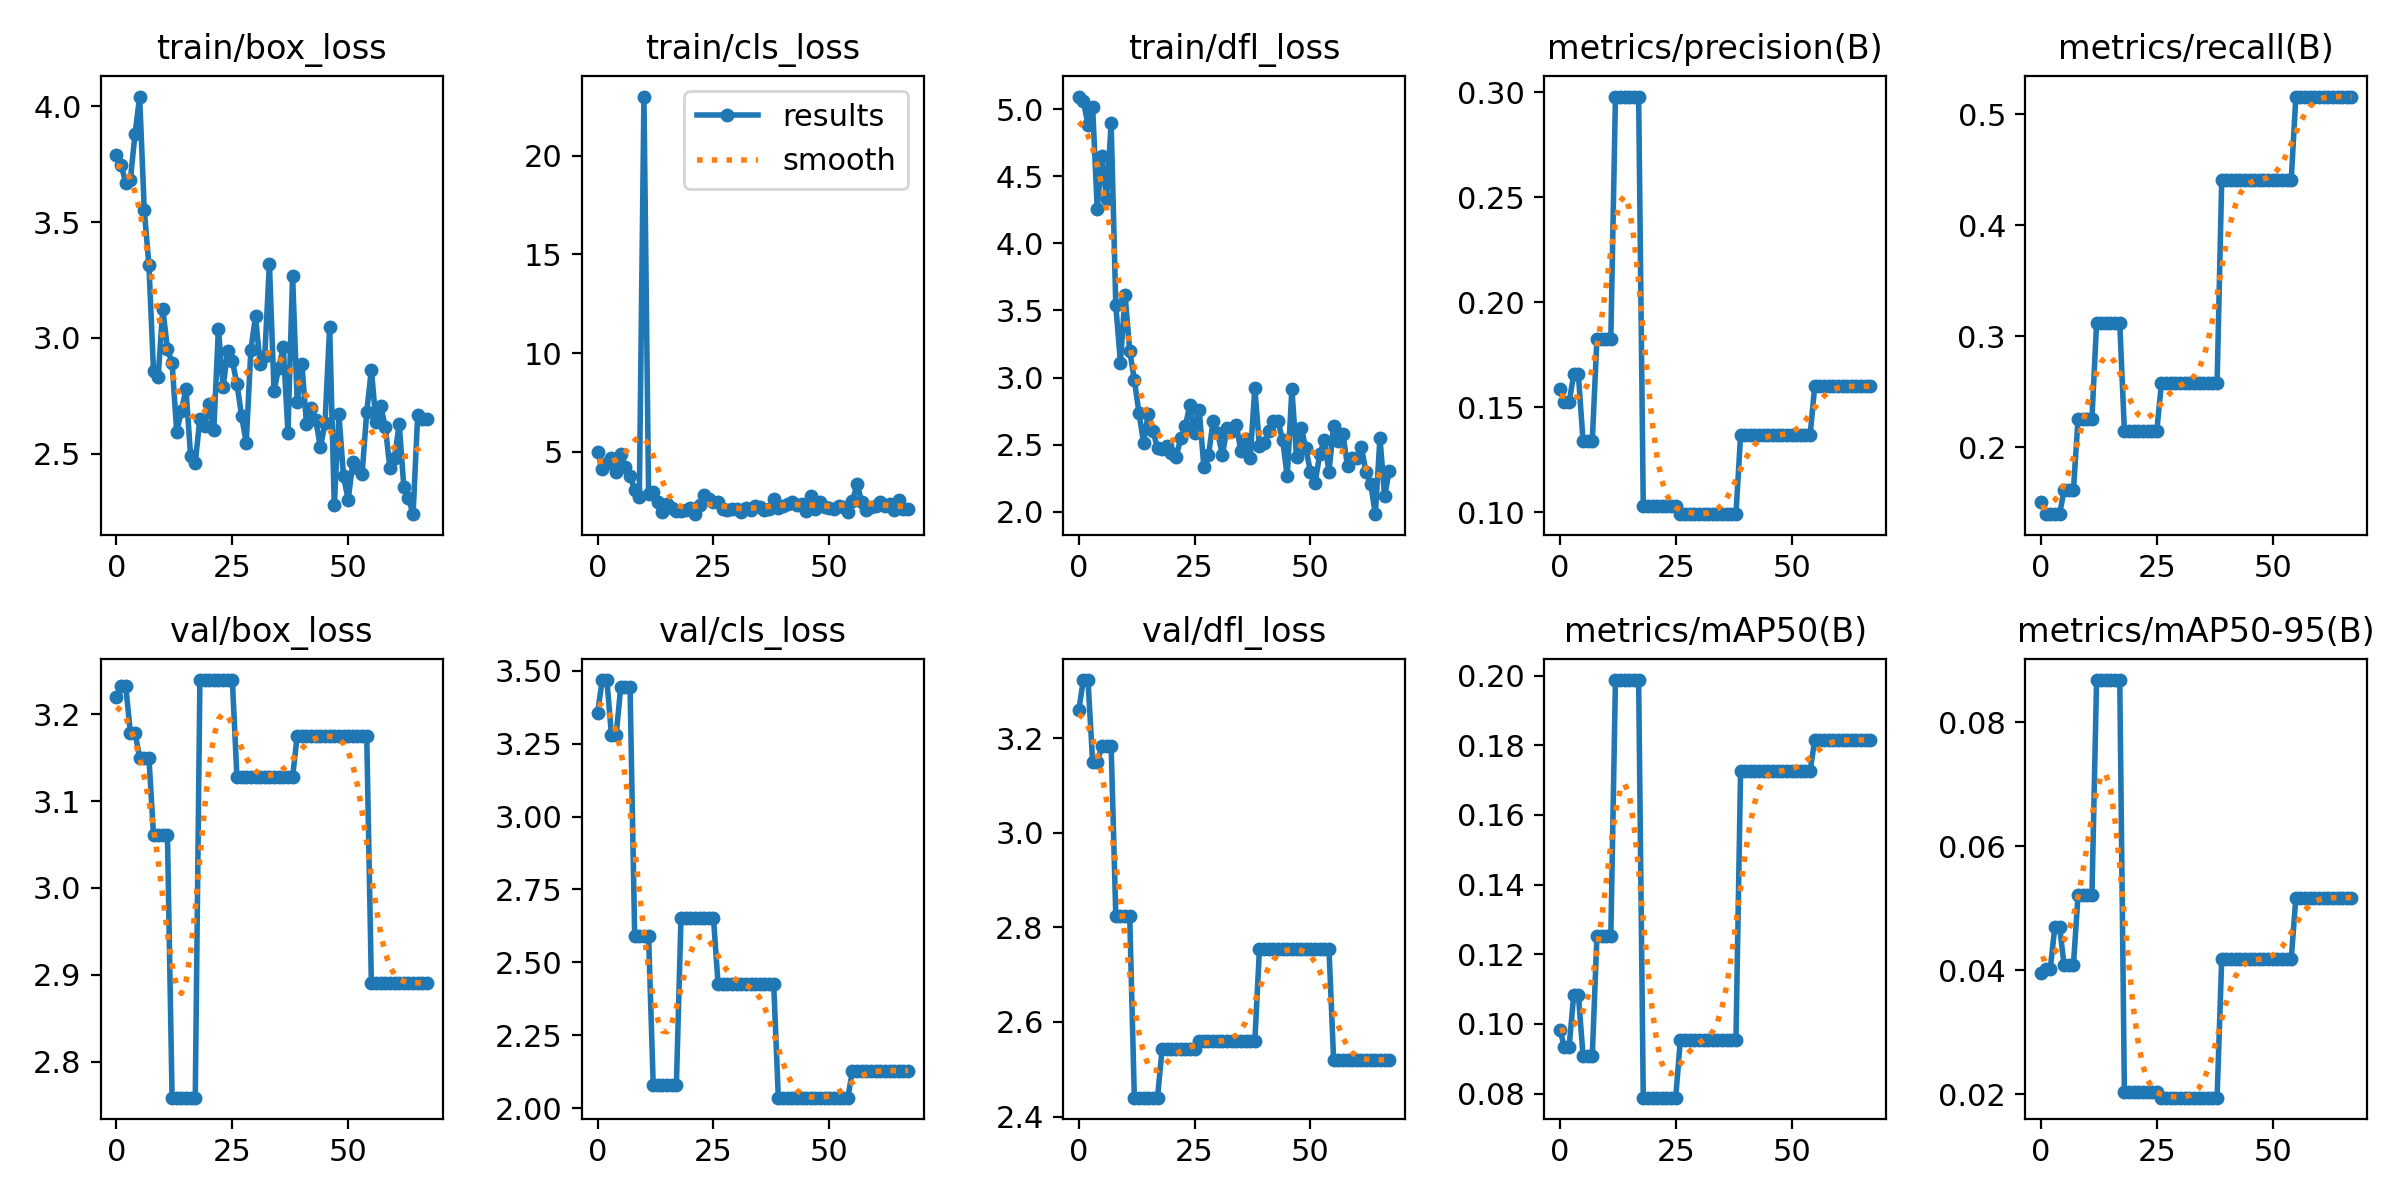 train/box_loss
4.0
3.5
3.0
2.5
0 25 50
train/cls_loss
results
smooth
20
15
10
5
0 25 50
train/dfl_loss
5.0
4.5
4.0
3.5
3.0
2.5
2.0
0 25 50
metrics/precision(B)
0.30
0.25
0.20
0.15
0.10
0 25 50
metrics/recall(B)
0.5
0.4
0.3
0.2
0 25 50
val/box_loss
3.2
3.1
3.0
2.9
2.8
0 25 50
val/cls_loss
3.50
3.25
3.00
2.75
2.50
2.25
2.00
0 25 50
val/dfl_loss
3.2
3.0
2.8
2.6
2.4
0 25 50
metrics/mAP50(B)
0.20
0.18
0.16
0.14
0.12
0.10
0.08
0 25 50
metrics/mAP50-95(B)
0.08
0.06
0.04
0.02
0 25 50